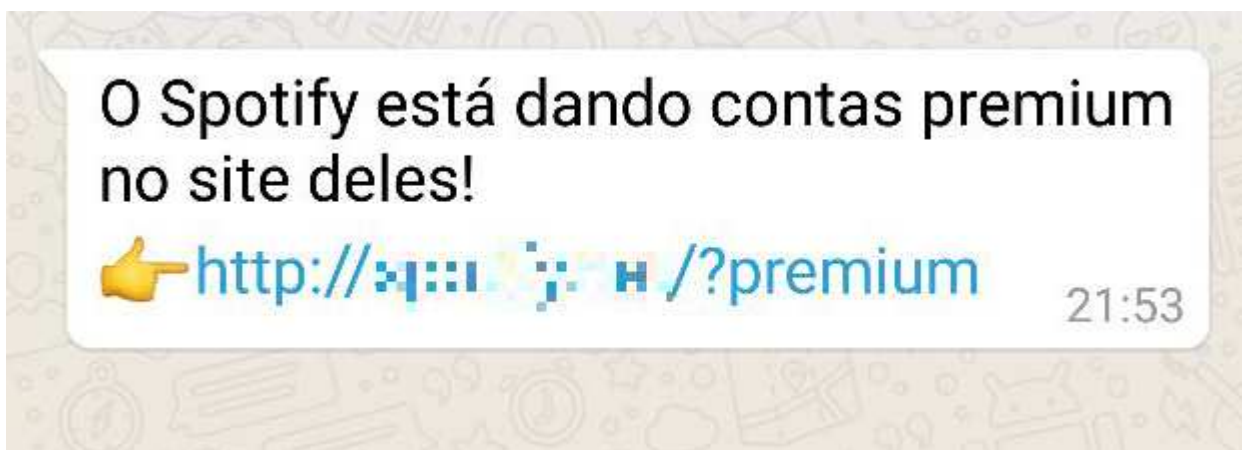 O Spotify está dando contas premium
no site deles!
👉http:// /?premium
21:53